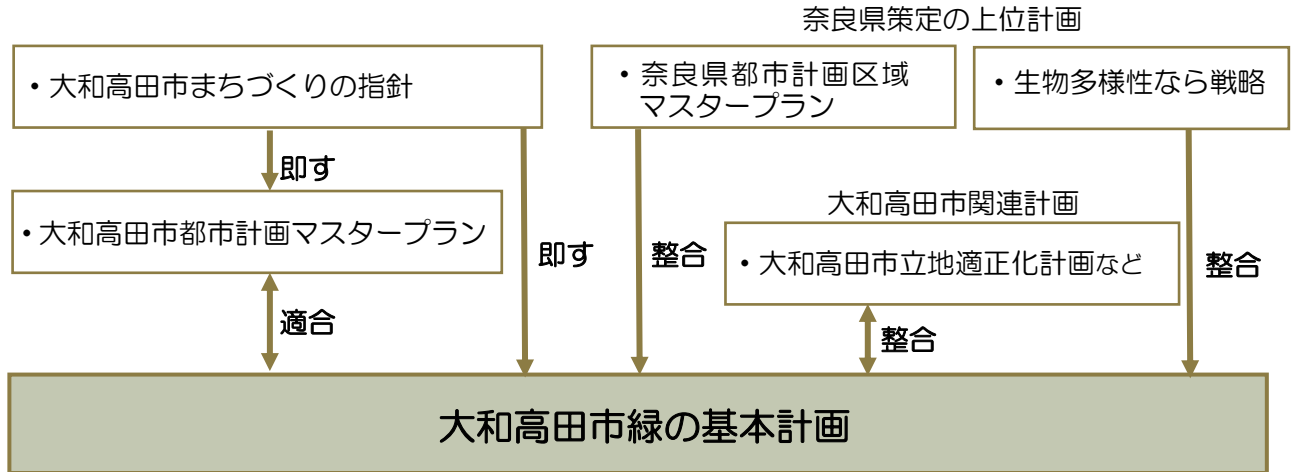 奈良県策定の上位計画
・大和高田市まちづくりの指針
・奈良県都市計画区域
マスタープラン
・生物多様性なら戦略
即す
・大和高田市都市計画マスタープラン
大和高田市関連計画
・大和高田市立地適正化計画など
即す
整合
整合
適合
整合
大和高田市緑の基本計画